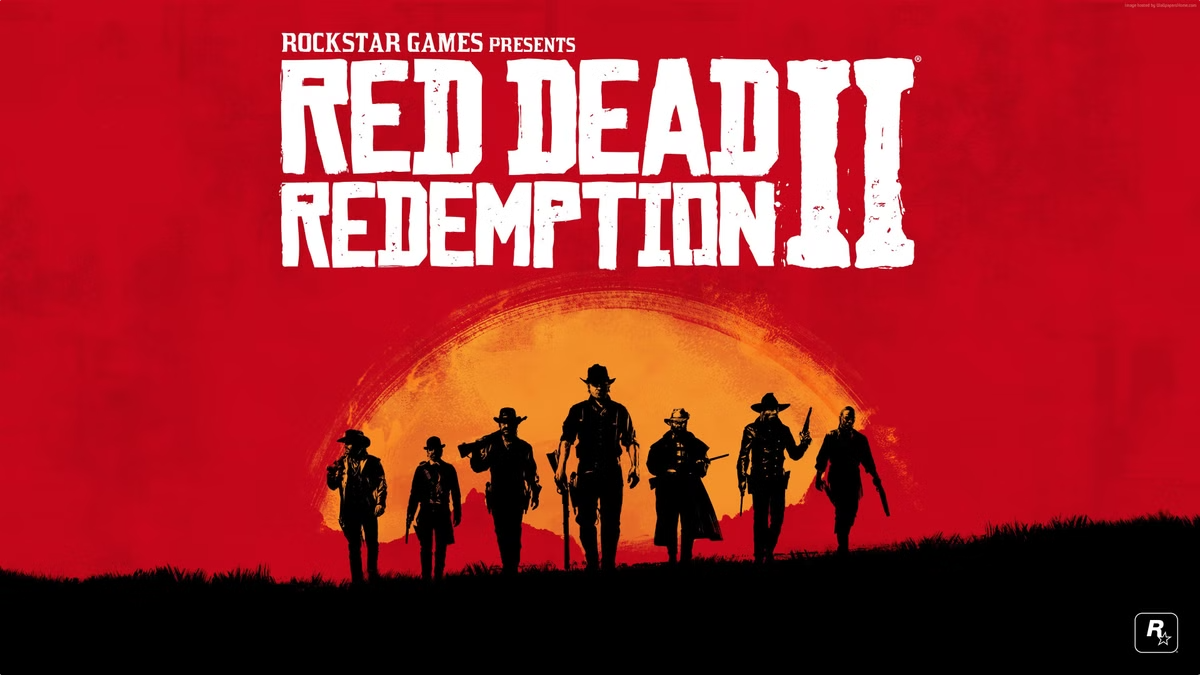 ROCKSTAR GAMES PRESENTS
RED DEAD
REDEMPTION II
®
R